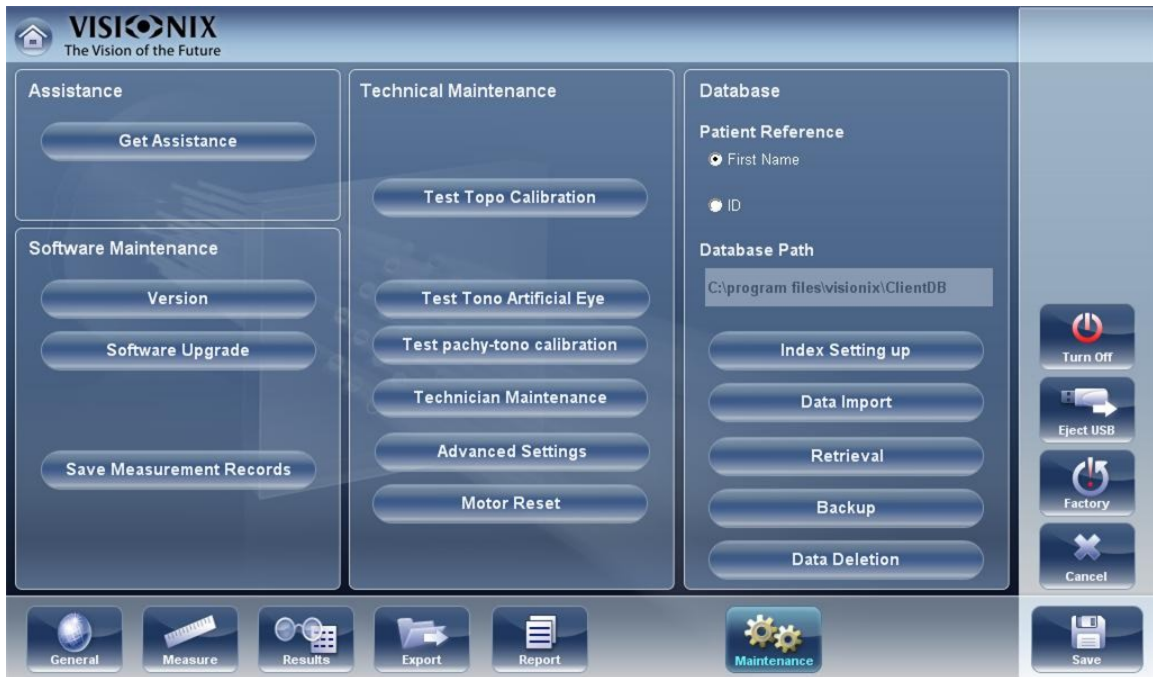 VISIONIX
The Vision of the Future
Assistance
Get Assistance
Software Maintenance
Version
Software Upgrade
Save Measurement Records
Technical Maintenance
Test Topo Calibration
Test Tono Artificial Eye
Test pachy-tono calibration
Technician Maintenance
Advanced Settings
Motor Reset
Database
Patient Reference
First Name
ID
Database Path
C:\program files\visionix\ClientDB
Index Setting up
Data Import
Retrieval
Backup
Data Deletion
Turn Off
Eject USB
Factory
Cancel
General
Measure
Results
Export
Report
Maintenance
Save